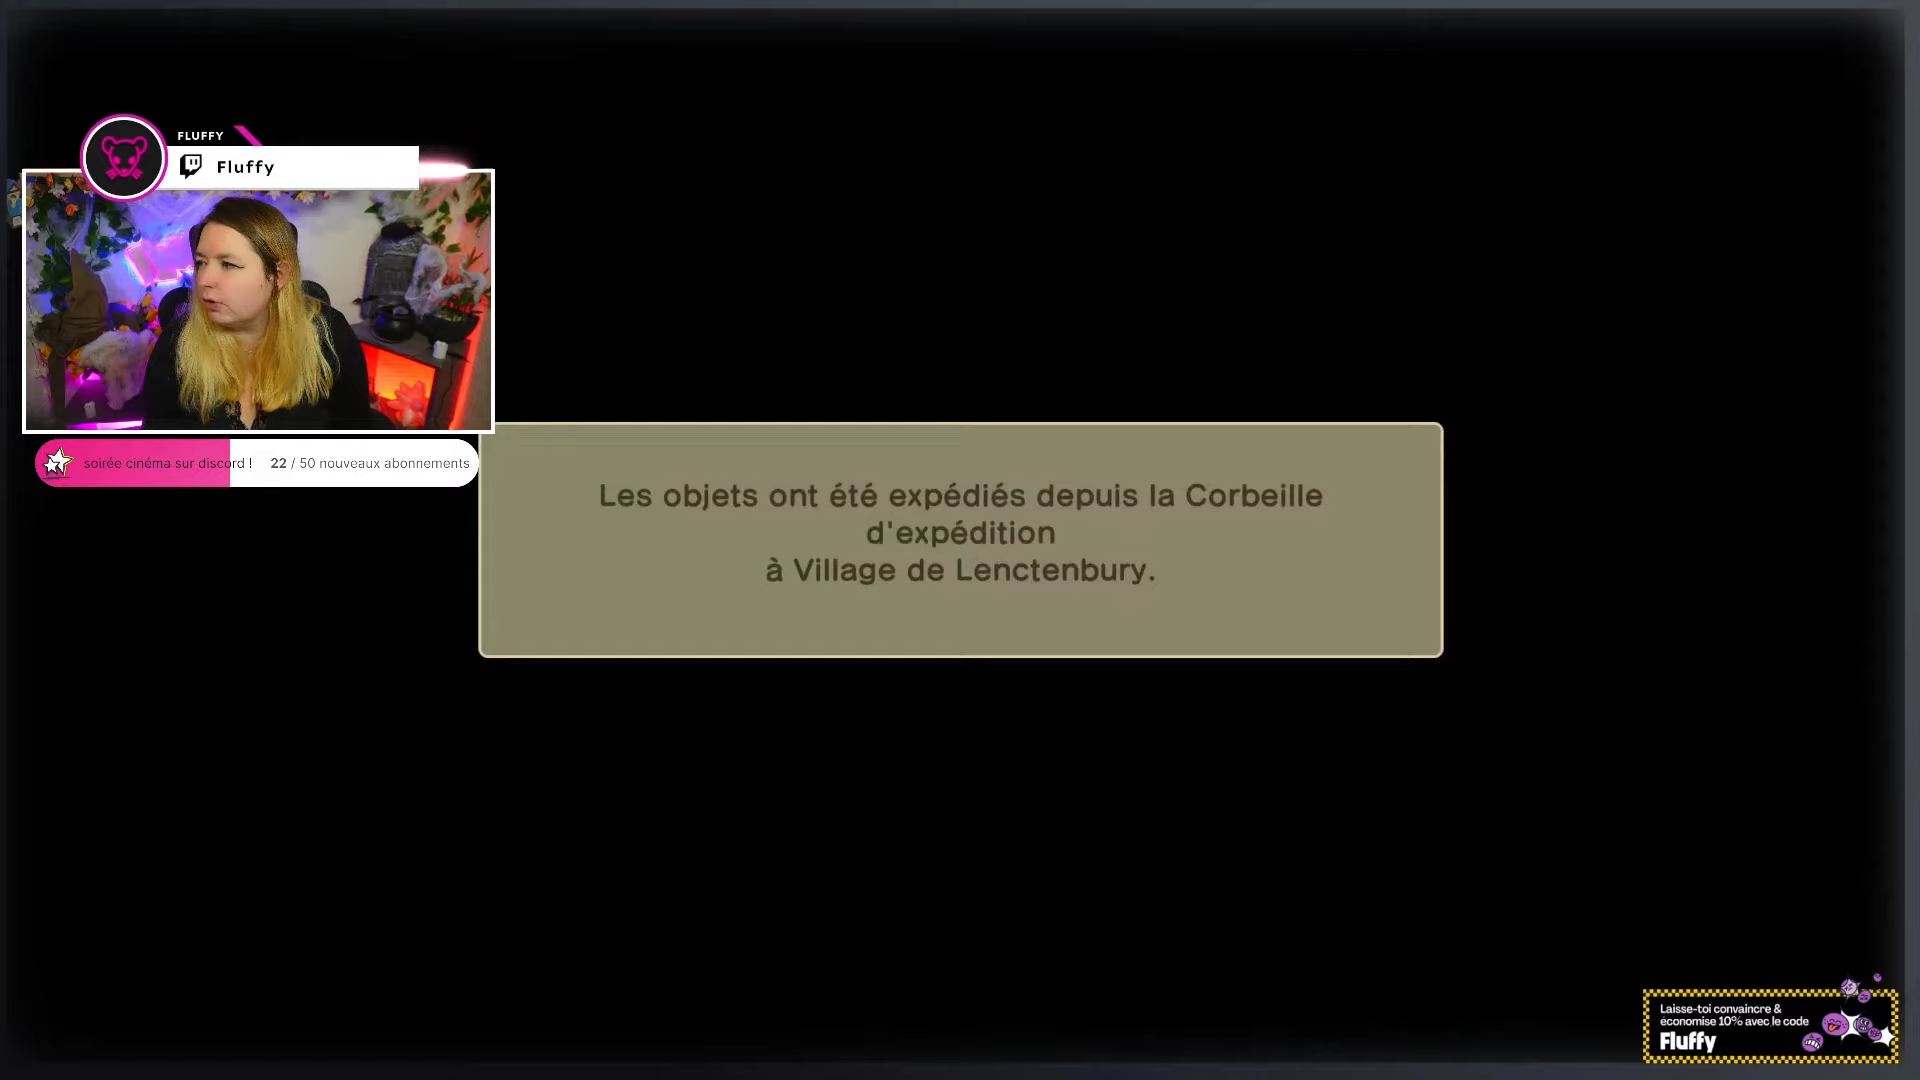 FLUFFY
Fluffy
soirée cinéma sur discord ! 22 / 50 nouveaux abonnements
Les objets ont été expédiés depuis la Corbeille
d'expédition
à Village de Lenctenbury.
Laisse-toi convaincre &
économise 10% avec le code
Fluffy